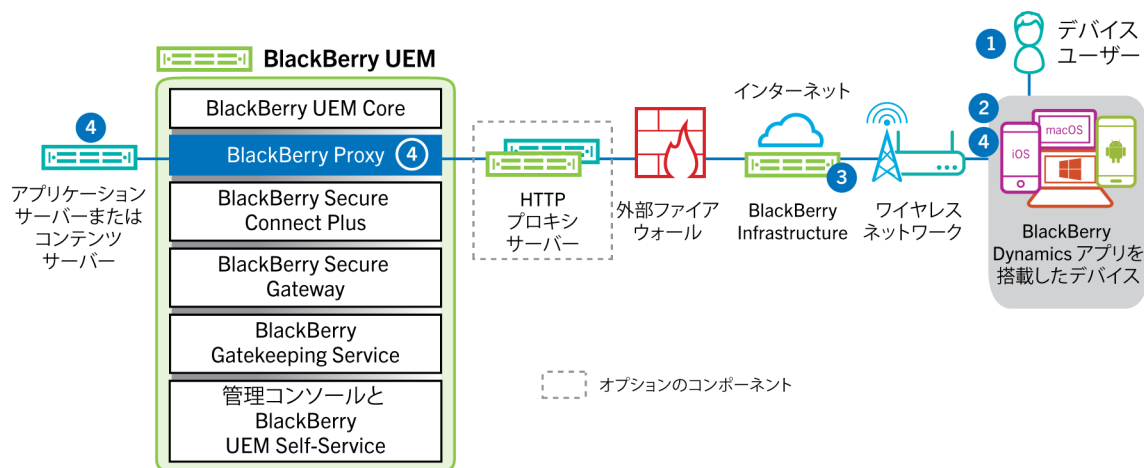 BlackBerry UEM
BlackBerry UEM Core
BlackBerry Proxy
4
BlackBerry Secure
Connect Plus
BlackBerry Secure
Gateway
BlackBerry
Gatekeeping Service
管理コンソールと
BlackBerry
UEM Self-Service
4
アプリケーション
サーバーまたは
コンテンツ
サーバー
HTTP
プロキシ
サーバー
外部ファイア
ウォール
インターネット
3
BlackBerry
Infrastructure
ワイヤレス
ネットワーク
1
デバイス
ユーザー
2
4
macOS
iOS
BlackBerry
Dynamics アプリを
搭載したデバイス
オプションのコンポーネント